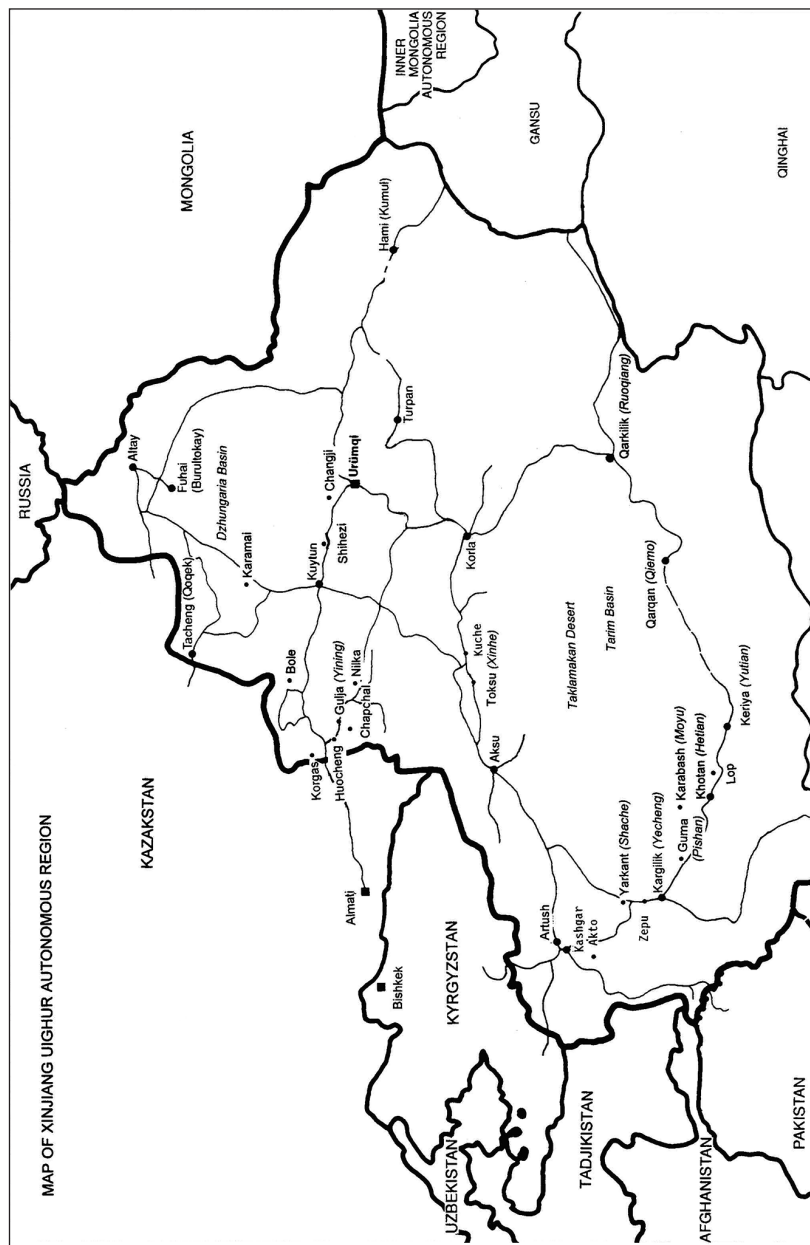 MAP OF XINJIANG UIGHUR AUTONOMOUS REGION
RUSSIA
MONGOLIA
KAZAKSTAN
INNER
MONGOLIA
AUTONOMOUS
REGION
GANSU
QINGHAI
KYRGYZSTAN
UZBEKISTAN
TADJIKISTAN
AFGHANISTAN
PAKISTAN
Altay
Fuhai
(Burultokay)
Tacheng (Qoqek)
Dzhungaria Basin
Karamai
Bole
Kuytun
Shihezi
Changji
Urümqi
Hami (Kumul)
Turpan
Korgas
Huocheng
Gulja (Yining)
Nilka
Chapchal
Almati
Bishkek
Korla
Kuche
Toksu (Xinhe)
Aksu
Artush
Kashgar
Akto
Taklamakan Desert
Tarim Basin
Qarkilik (Ruoqiang)
Qarqan (Qiemo)
Yarkant (Shache)
Zepu
Kargilik (Yecheng)
Guma
(Pishan)
Karabash (Moyu)
Khotan (Hetian)
Lop
Keriya (Yutian)